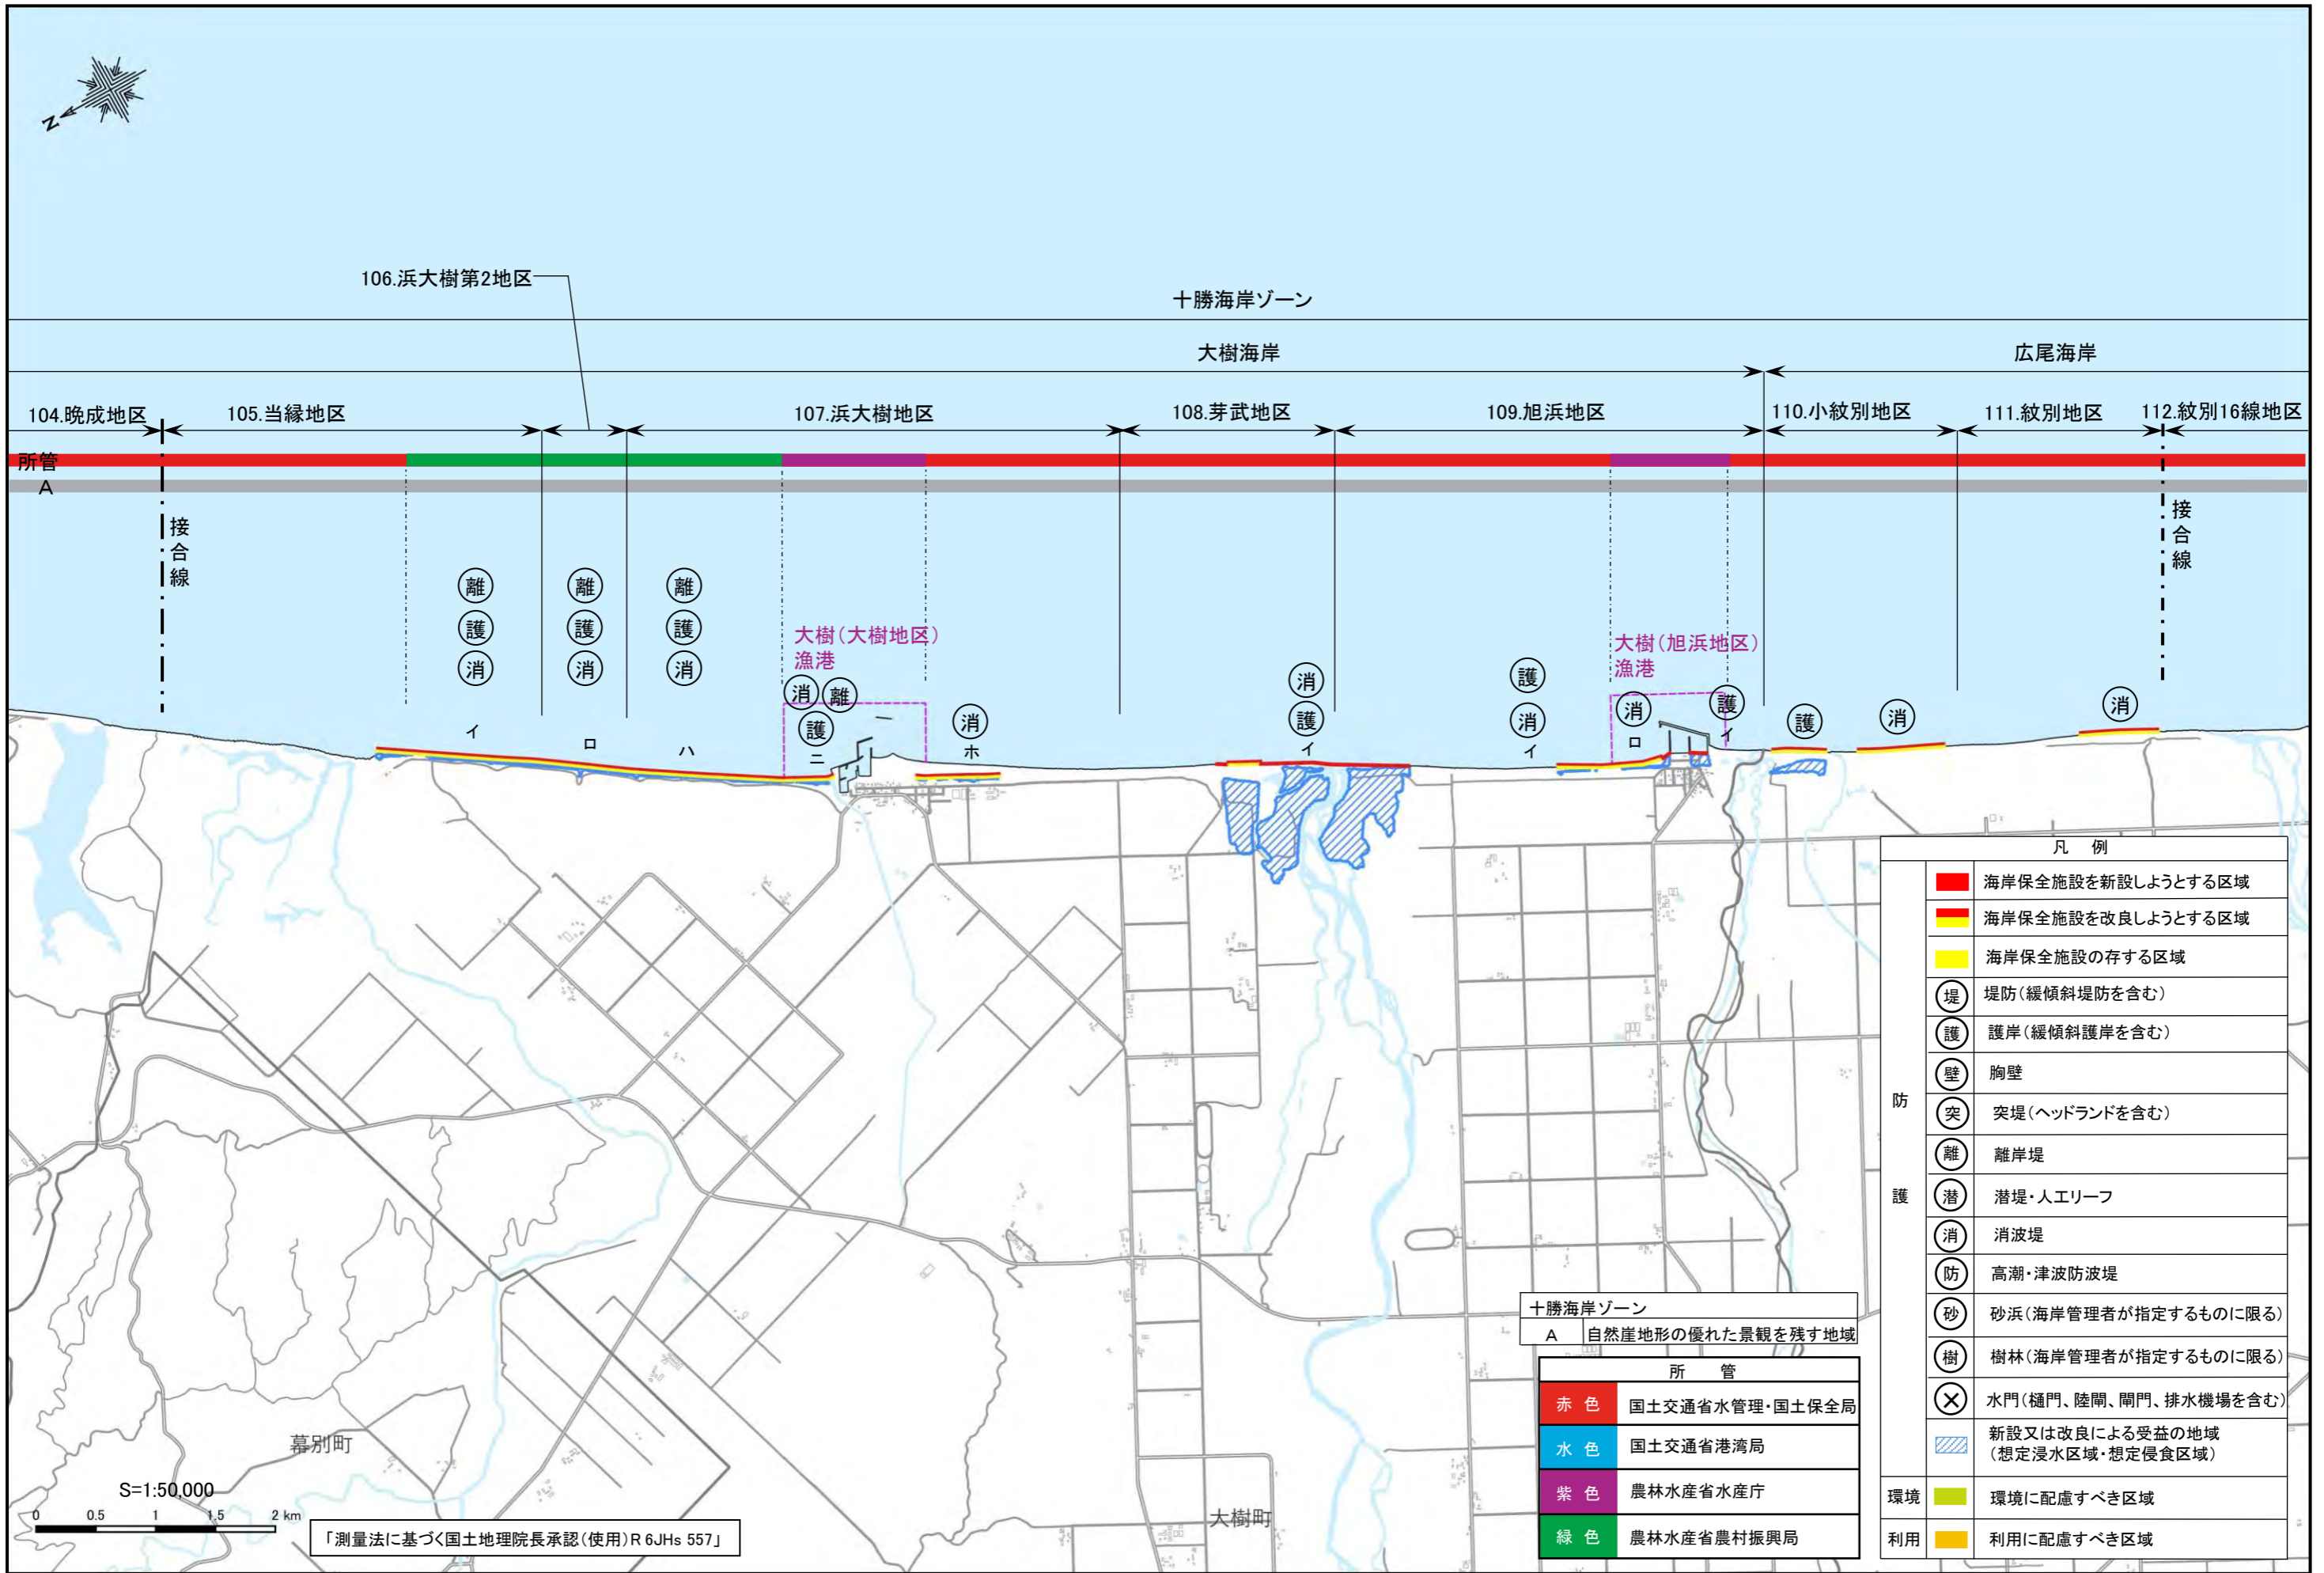 N
106.浜大樹第2地区
十勝海岸ゾーン
大樹海岸
広尾海岸
104.晩成地区
105.当縁地区
107.浜大樹地区
108.芽武地区
109.旭浜地区
110.小紋別地区
111.紋別地区
112.紋別16線地区
所管
A
接合線
接合線
離
護
消
離
護
消
離
護
消
大樹(大樹地区)
漁港
消
離
護
消
消
護
護
消
大樹(旭浜地区)
漁港
消
護
護
消
消
イ
ロ
ハ
ニ
ホ
イ
イ
ロ
イ
凡 例
防護
海岸保全施設を新設しようとする区域
海岸保全施設を改良しようとする区域
海岸保全施設の存する区域
堤 堤防(緩傾斜堤防を含む)
護 護岸(緩傾斜護岸を含む)
壁 胸壁
突 突堤(ヘッドランドを含む)
離 離岸堤
潜 潜堤・人工リーフ
消 消波堤
防 高潮・津波防波堤
砂 砂浜(海岸管理者が指定するものに限る)
樹 樹林(海岸管理者が指定するものに限る)
水門(樋門、陸閘、閘門、排水機場を含む)
新設又は改良による受益の地域
(想定浸水区域・想定侵食区域)
環境 環境に配慮すべき区域
利用 利用に配慮すべき区域
十勝海岸ゾーン
A 自然崖地形の優れた景観を残す地域
所 管
赤 色 国土交通省水管理・国土保全局
水 色 国土交通省港湾局
紫 色 農林水産省水産庁
緑 色 農林水産省農村振興局
幕別町
大樹町
S=1:50,000
0 0.5 1 1.5 2 km
「測量法に基づく国土地理院長承認(使用)R 6JHs 557」